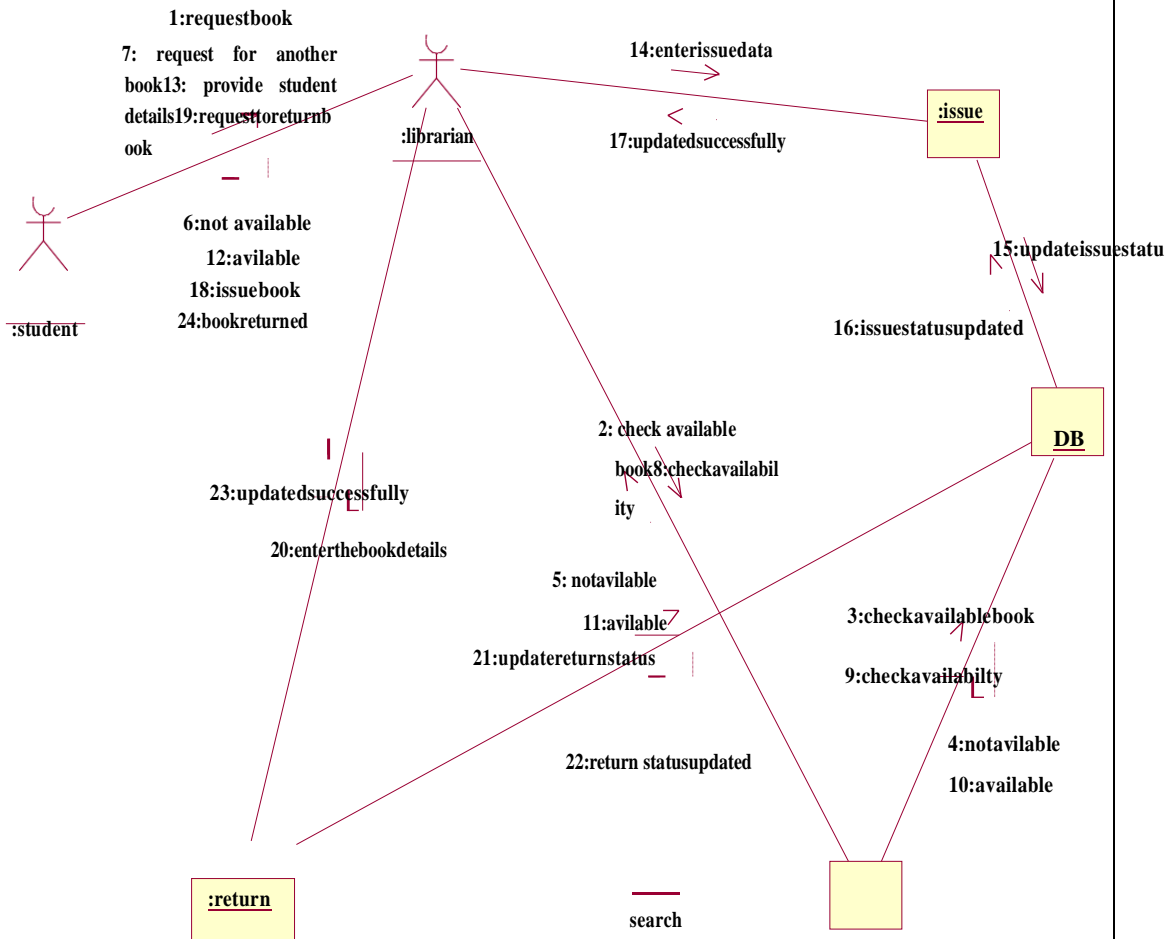 1:requestbook
7: request for another
book13: provide student
details19:requesttoreturnb
ook
:librarian
14:enterissuedata
17:updatedsuccessfully
:issue
6:not available
12:avilable
18:issuebook
24:bookreturned
:student
15:updateissuestatu
16:issuestatusupdated
DB
2: check available
book8:checkavailabil
ity
23:updatedsuccessfully
20:enterthebookdetails
5: notavilable
11:avilable
21:updatereturnstatus
3:checkavailablebook
9:checkavailabilty
4:notavilable
10:available
22:return statusupdated
:return
search